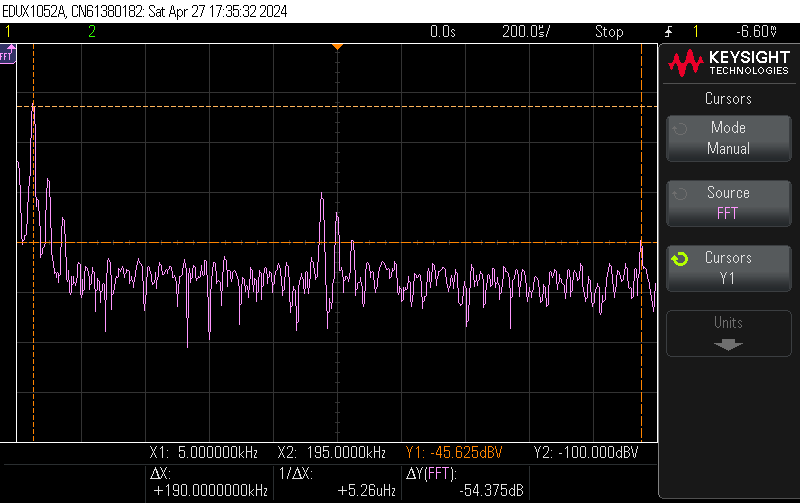 EDUX1052A, CN61380182: Sat Apr 27 17:35:32 2024
1 2 0.0s 200.0s/ Stop 1 -6.60V
FFT
KEYSIGHT
TECHNOLOGIES
Cursors
Mode
Manual
Source
FFT
Cursors
Y1
Units
X1: 5.000000kHz X2: 195.0000kHz Y1: -45.625dBV Y2: -100.000dBV
ΔX: 1/ΔX: ΔY(FFT):
+190.0000000kHz +5.26uHz -54.375dB